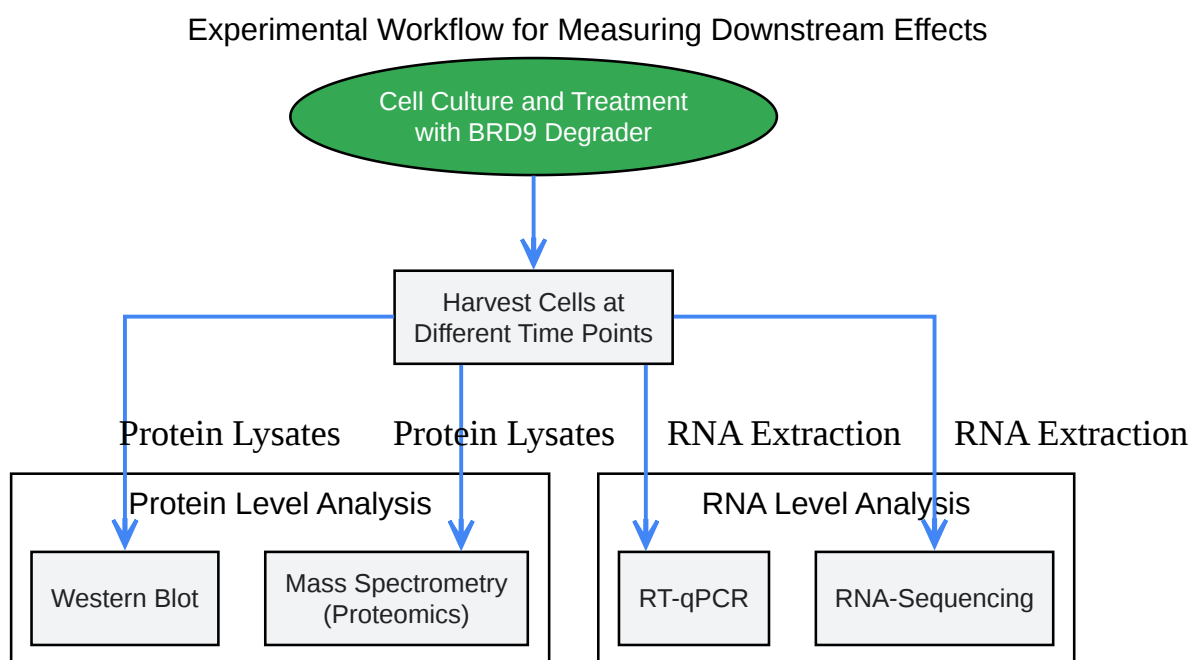 Experimental Workflow for Measuring Downstream Effects
Cell Culture and Treatment
with BRD9 Degrader
Harvest Cells at
Different Time Points
Protein Lysates
Protein Lysates
RNA Extraction
RNA Extraction
Protein Level Analysis
RNA Level Analysis
Western Blot
Mass Spectrometry
(Proteomics)
RT-qPCR
RNA-Sequencing